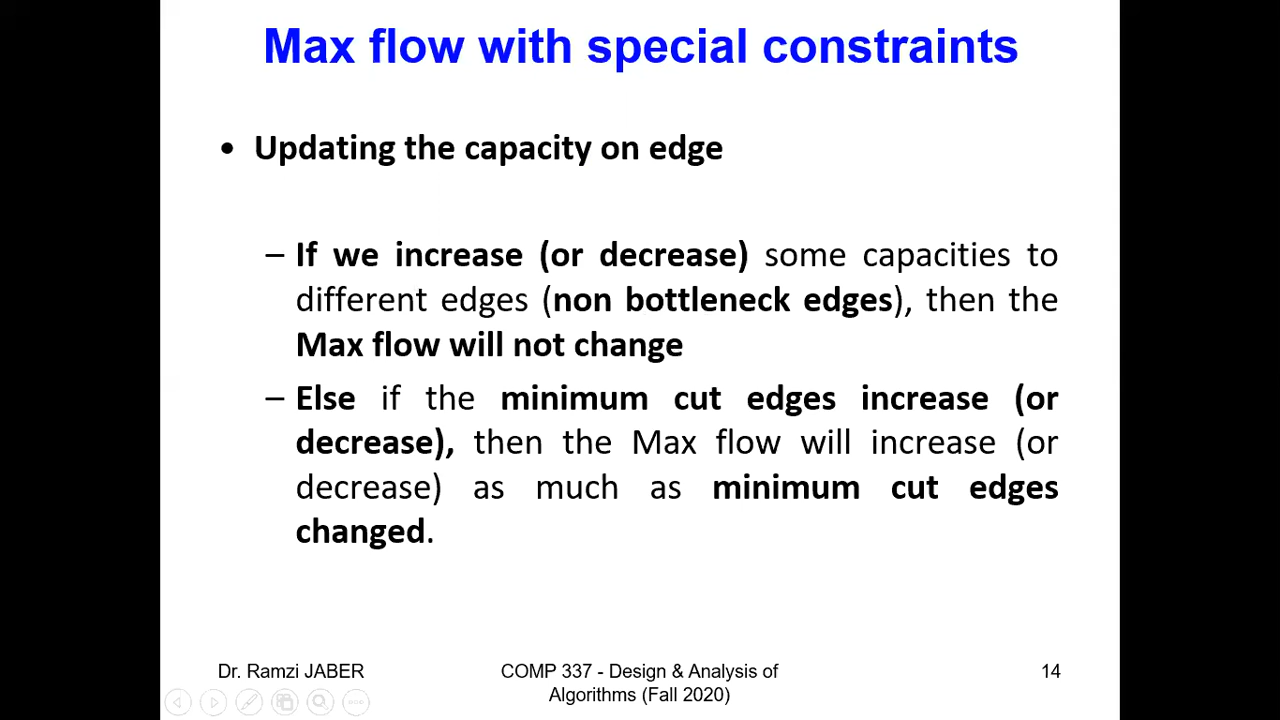 Max flow with special constraints
• Updating the capacity on edge
– If we increase (or decrease) some capacities to
different edges (non bottleneck edges), then the
Max flow will not change
– Else if the minimum cut edges increase (or
decrease), then the Max flow will increase (or
decrease) as much as minimum cut edges
changed.
Dr. Ramzi JABER
COMP 337 - Design & Analysis of
Algorithms (Fall 2020)
14